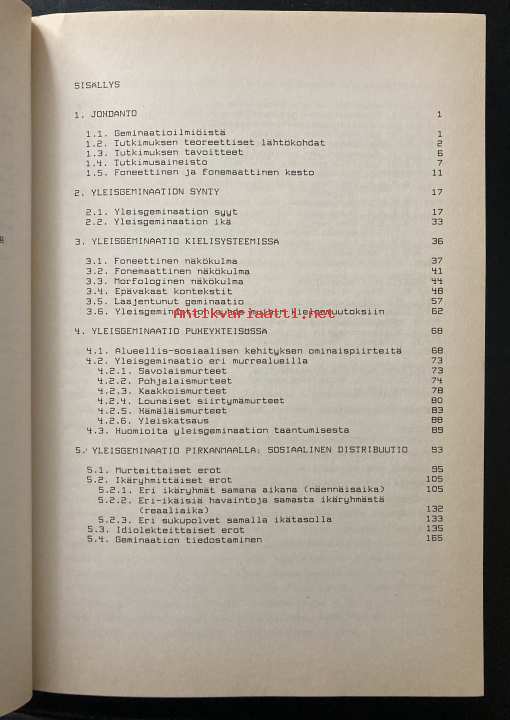 SISÄLLYS
1. JOHDANTO 1
1.1. Geminaatioilmiöistä 1
1.2. Tutkimuksen teoreettiset lähtökohdat 2
1.3. Tutkimuksen tavoitteet 6
1.4. Tutkimusaineisto 7
1.5. Foneettinen ja fonemaattinen kesto 11
2. YLEISGEMINAATION SYNTY 17
2.1. Yleisgeminaation syyt 17
2.2. Yleisgeminaation ikä 33
3. YLEISGEMINAATIO KIELISYSTEEMISSÄ 36
3.1. Foneettinen näkökulma 37
3.2. Fonemaattinen näkökulma 41
3.3. Morfologinen näkökulma 44
3.4. Epävakaat kontekstit 48
3.5. Laajentunut geminaatio 57
3.6. Yleisgeminaation suhde muihin kielenmuutoksiin 62
Antikvariaatti.net
4. YLEISGEMINAATIO PUHEYHTEISÖSSÄ 68
4.1. Alueellis-sosiaalisen kehityksen ominaispiirteitä 68
4.2. Yleisgeminaatio eri murrealueilla 73
4.2.1. Savolaismurteet 73
4.2.2. Pohjalaismurteet 74
4.2.3. Kaakkoismurteet 78
4.2.4. Lounaiset siirtymämurteet 80
4.2.5. Hämäläismurteet 83
4.2.6. Yleiskatsaus 88
4.3. Huomioita yleisgeminaation taantumisesta 89
5. YLEISGEMINAATIO PIRKANMAALLA: SOSIAALINEN DISTRIBUUTIO 93
5.1. Murteittaiset erot 95
5.2. Ikäryhmittäiset erot 105
5.2.1. Eri ikäryhmät samana aikana (näennäisaika) 105
5.2.2. Eri-ikäisiä havaintoja samasta ikäryhmästä
(reaaliaika) 132
5.2.3. Eri sukupolvet samalla ikätasolla 133
5.3. Idiolekteittaiset erot 135
5.4. Geminaation tiedostaminen 165